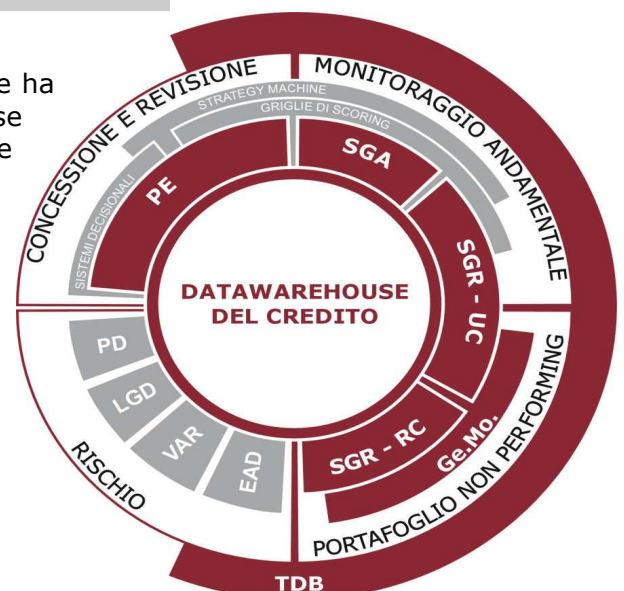 e ha
se
e
CONCESSIONE E REVISIONE
MONITORAGGIO ANDAMENTALE
STRATEGY MACHINE
GRIGLIE DI SCORING
SISTEMI DECISIONALI
PE
SGA
SGR - UC
DATAWAREHOUSE
DEL CREDITO
PD
LGD
VAR
EAD
RISCHIO
SGR - RC
Ge.Mo.
PORTAFOGLIO NON PERFORMING
TDB